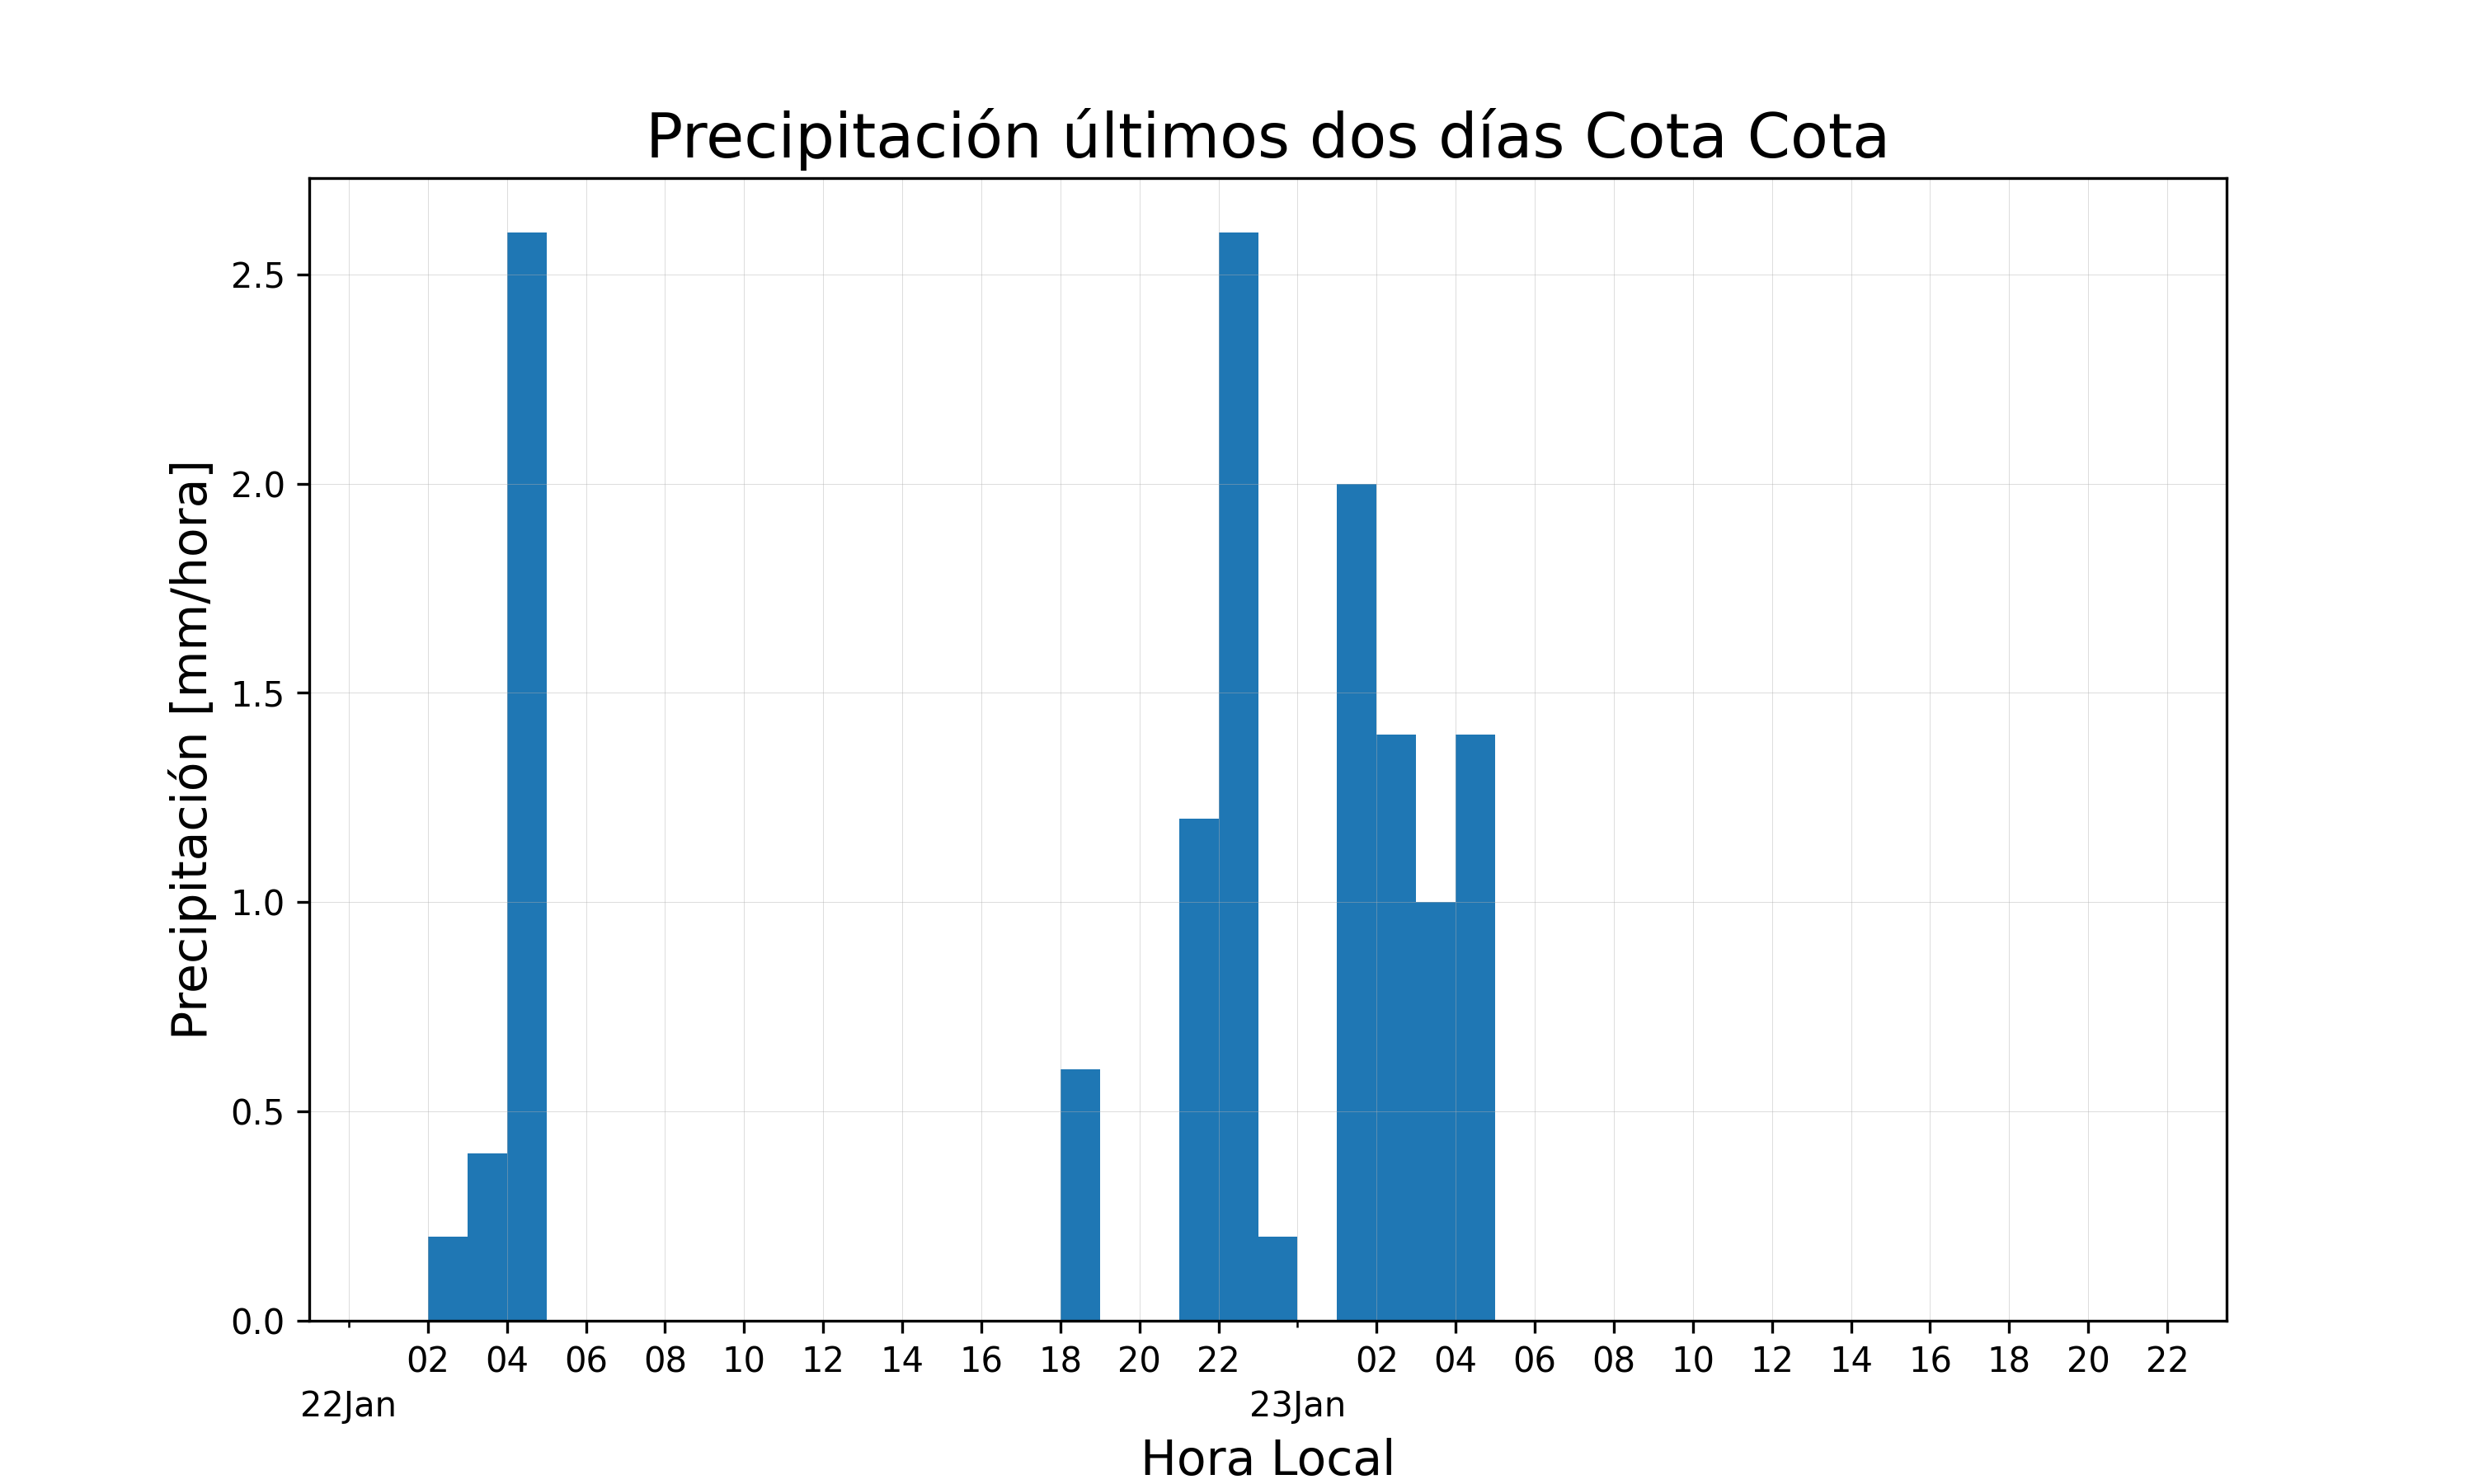 Precipitación últimos dos días Cota Cota
Precipitación [mm/hora]
2.5
2.0
1.5
1.0
0.5
0.0
02 04 06 08 10 12 14 16 18 20 22 02 04 06 08 10 12 14 16 18 20 22
22Jan 23Jan
Hora Local